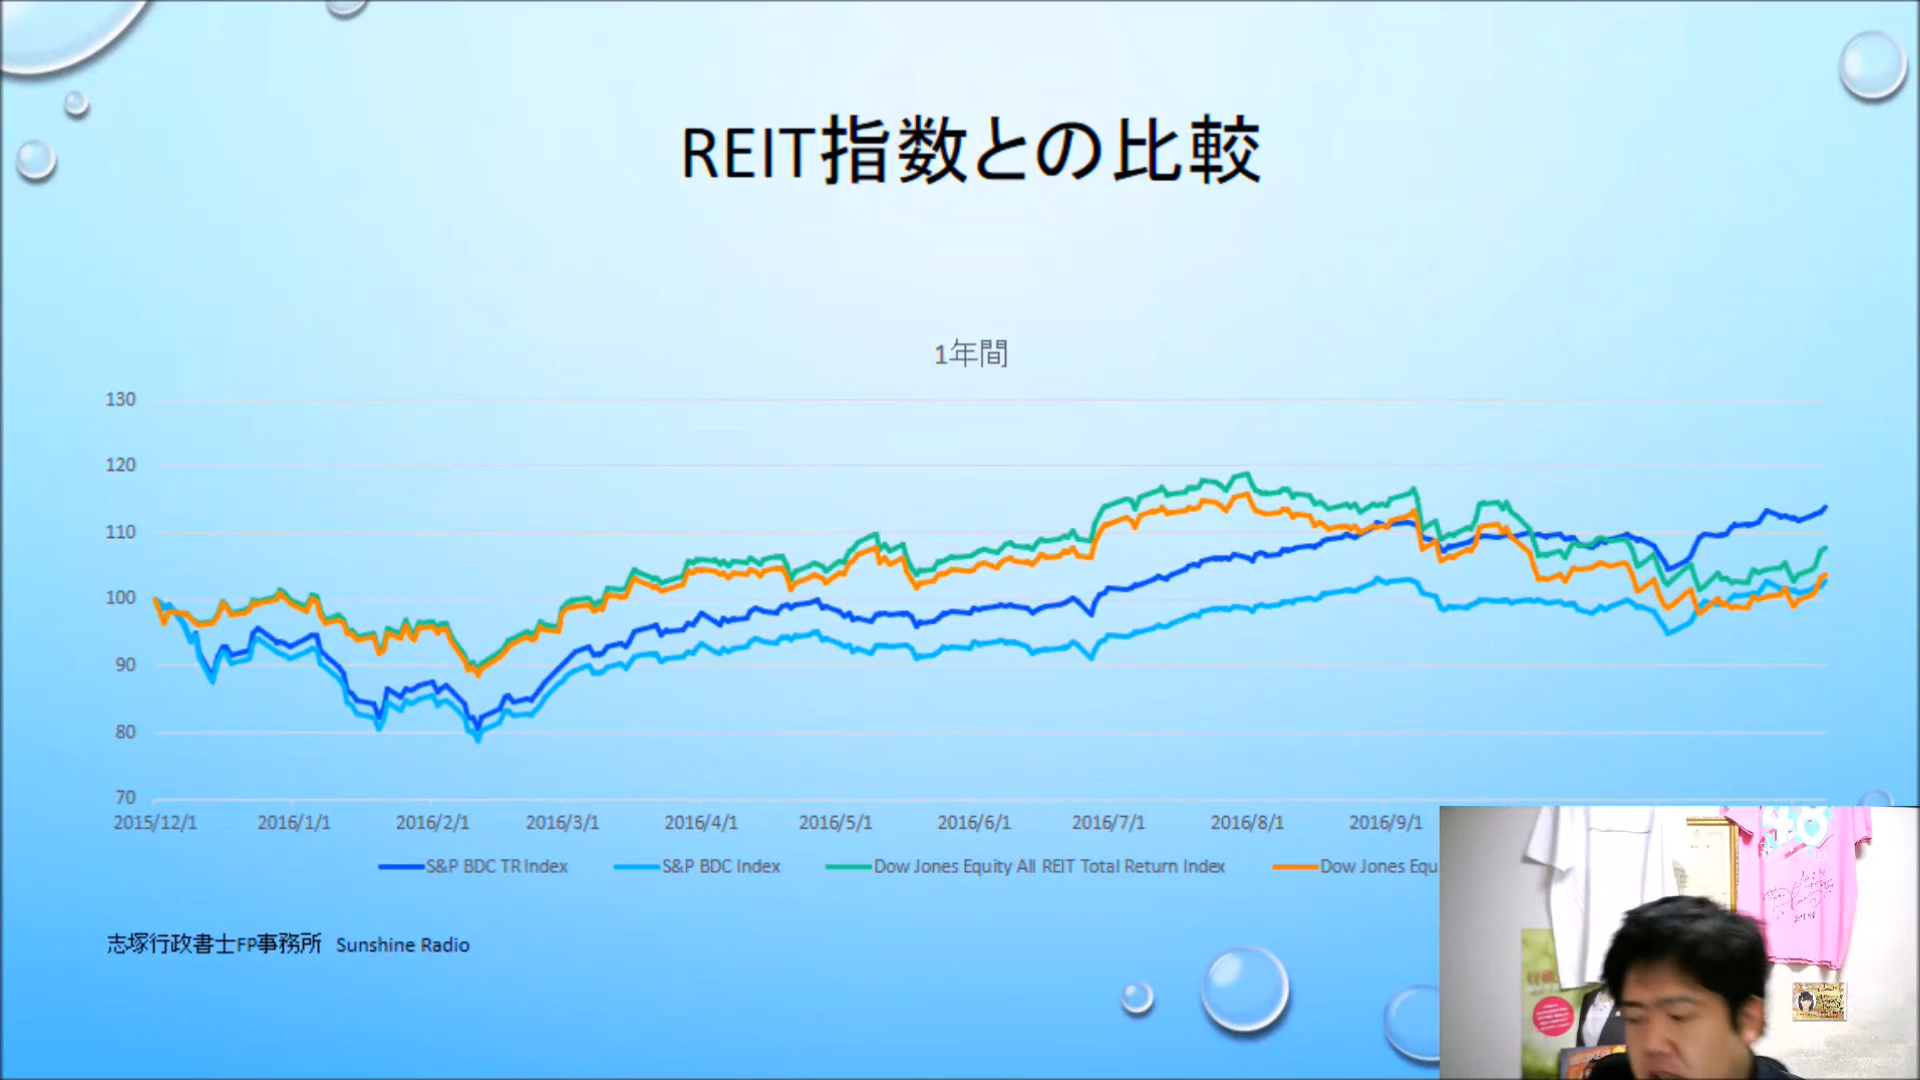 REIT指数との比較
1年間
130
120
110
100
90
80
70
2015/12/1 2016/1/1 2016/2/1 2016/3/1 2016/4/1 2016/5/1 2016/6/1 2016/7/1 2016/8/1 2016/9/1
S&P BDC TR Index S&P BDC Index Dow Jones Equity All REIT Total Return Index Dow Jones Equ
志塚行政書士FP事務所 Sunshine Radio